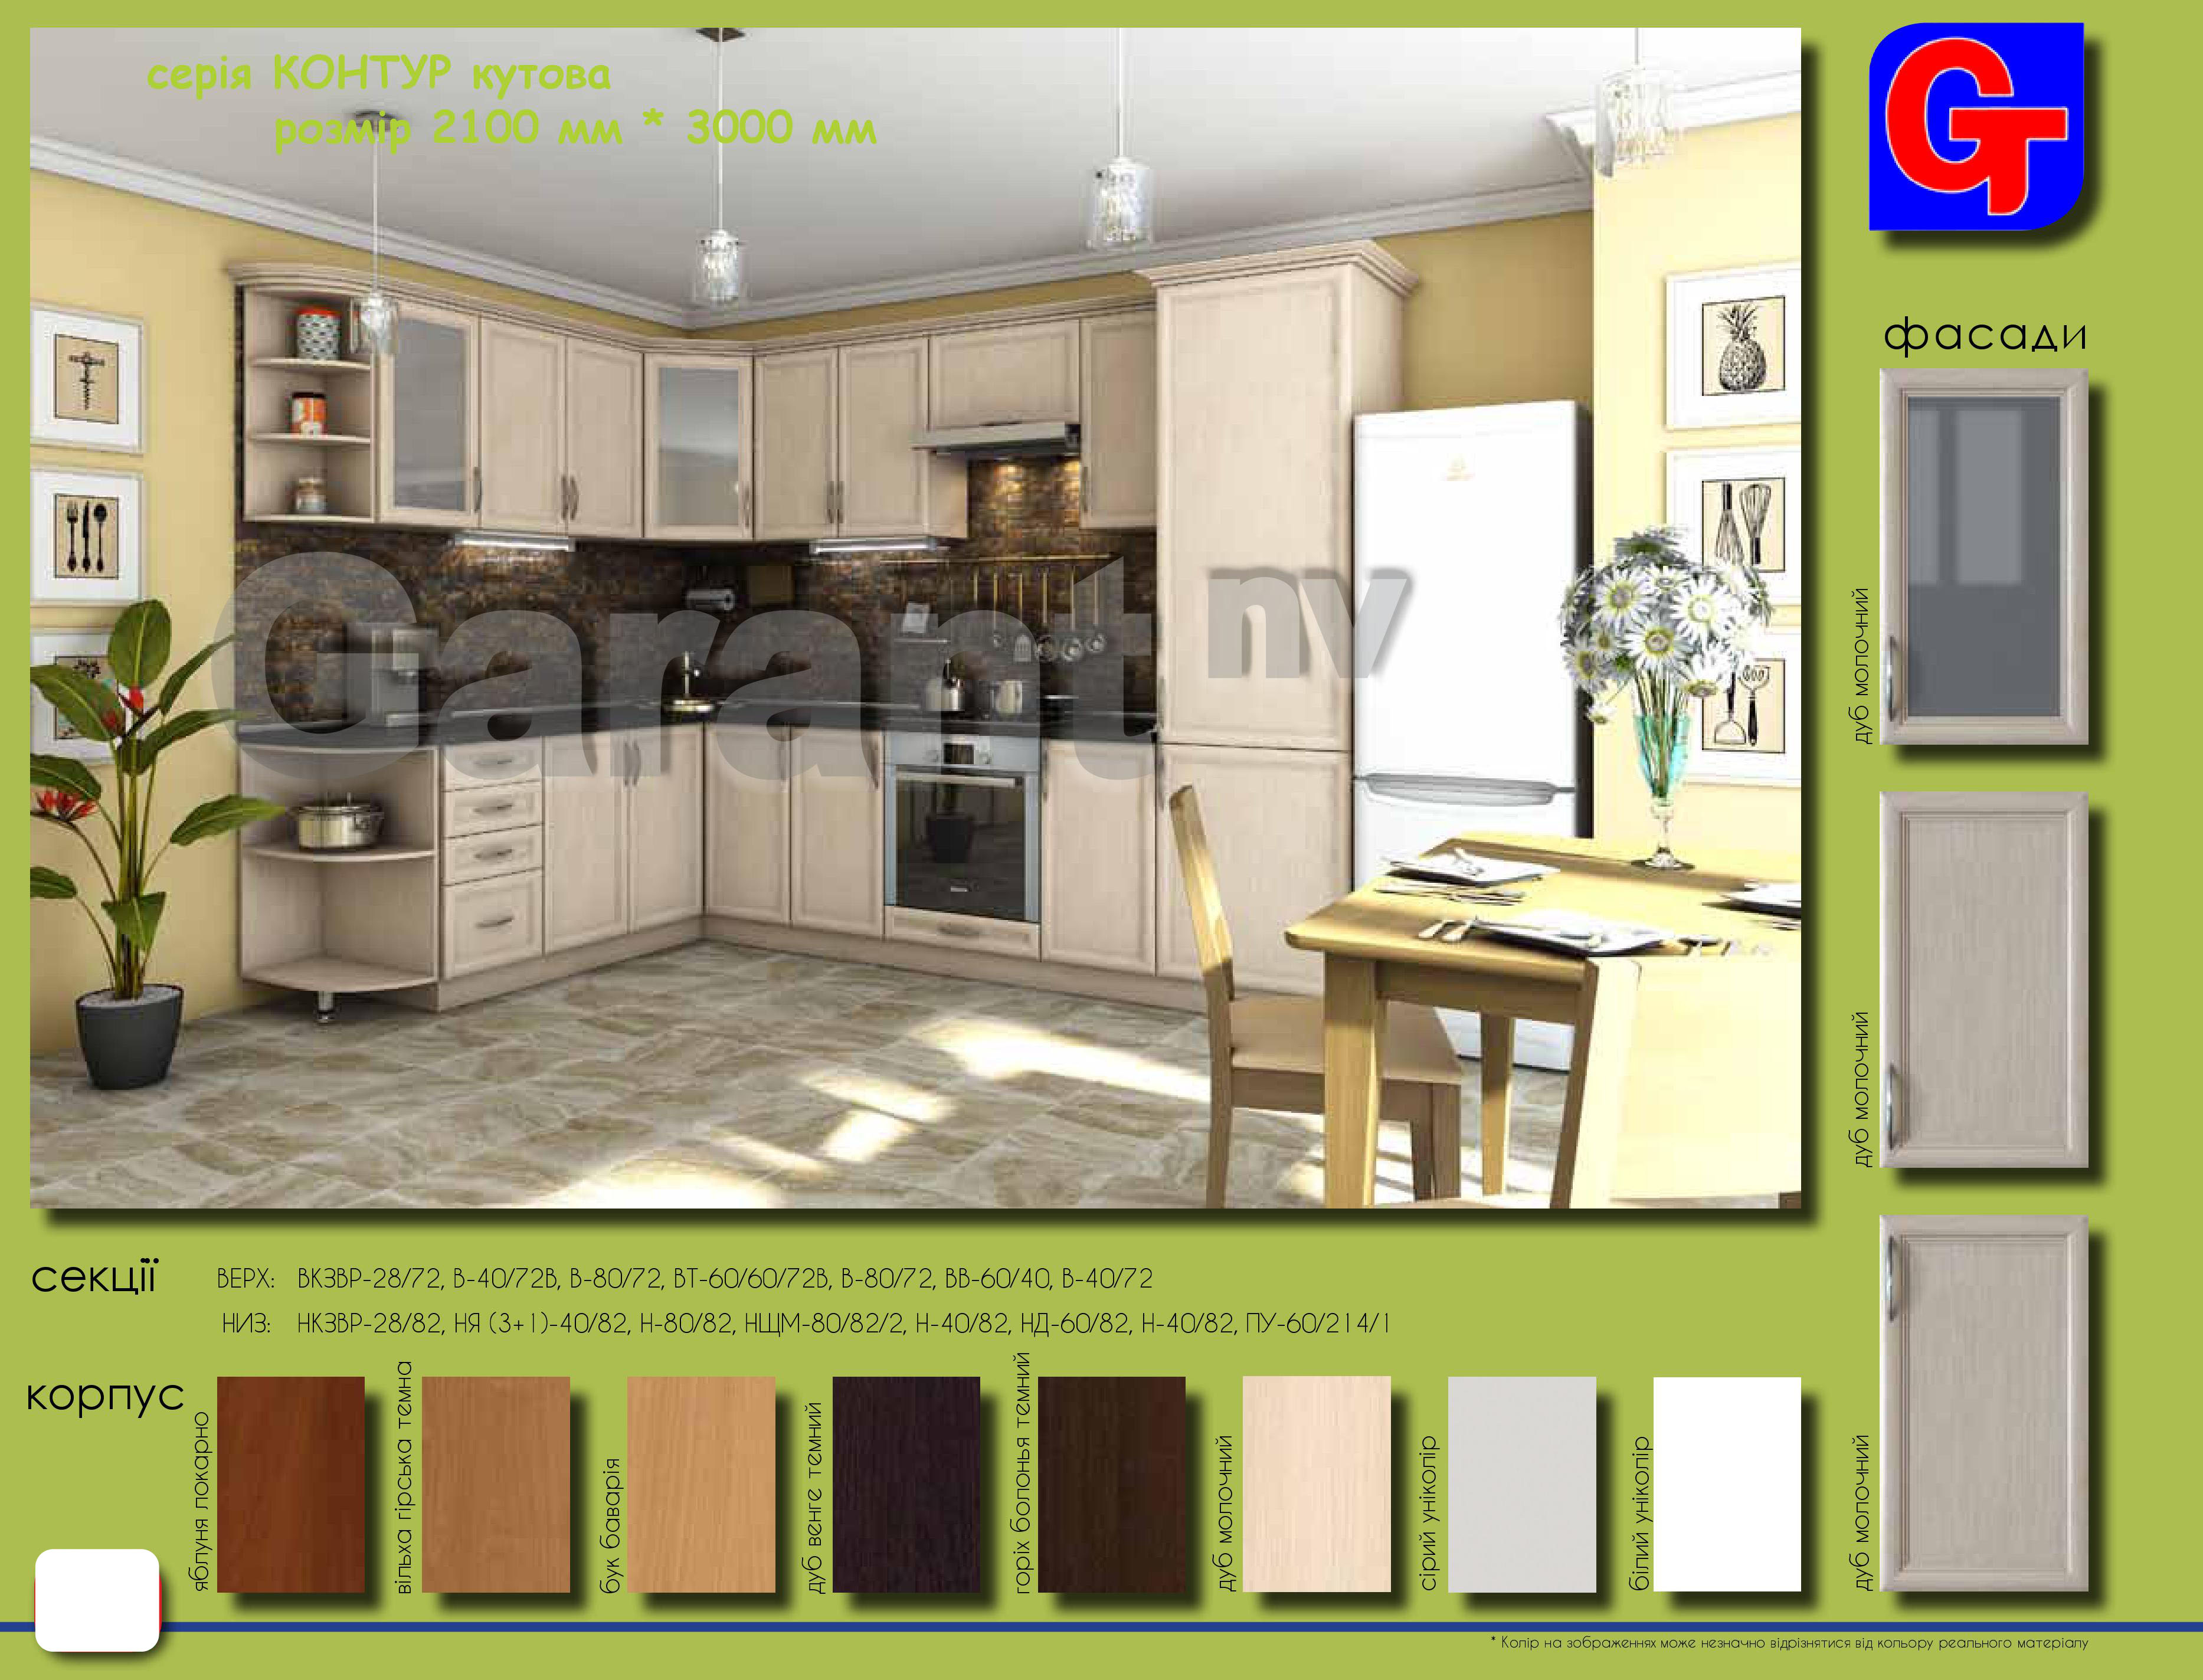 серія КОНТУР кутова
розмір 2100 мм * 3000 мм
GT
фасади
Garant nv
дуб молочний
дуб молочний
дуб молочний
секції
ВЕРХ: ВКЗВР-28/72, В-40/72В, В-80/72, ВТ-60/60/72В, В-80/72, ВВ-60/40, В-40/72
НИЗ: НКЗВР-28/82, НЯ (3+1)-40/82, Н-80/82, НЩМ-80/82/2, Н-40/82, НД-60/82, Н-40/82, ПУ-60/214/1
корпус
яблуня локарно
вільха гірська темна
бук баварія
дуб венге темний
горіх болонья темний
дуб молочний
сірий уніколір
білий уніколір
* Колір на зображеннях може незначно відрізнятися від кольору реального матеріалу